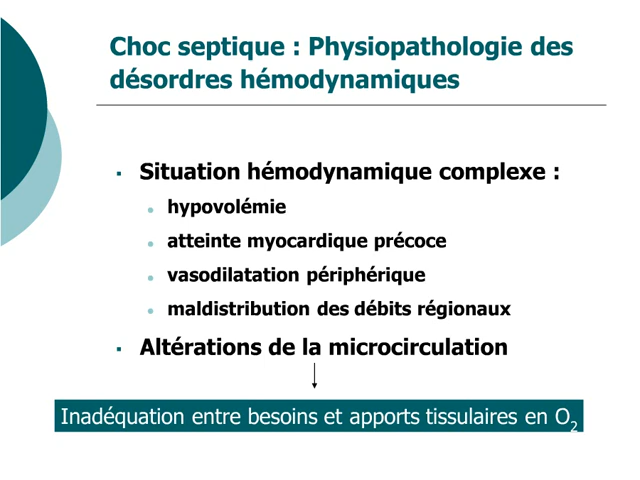 Choc septique : Physiopathologie des
désordres hémodynamiques
▪ Situation hémodynamique complexe :
● hypovolémie
● atteinte myocardique précoce
● vasodilatation périphérique
● maldistribution des débits régionaux
▪ Altérations de la microcirculation
Inadéquation entre besoins et apports tissulaires en O₂